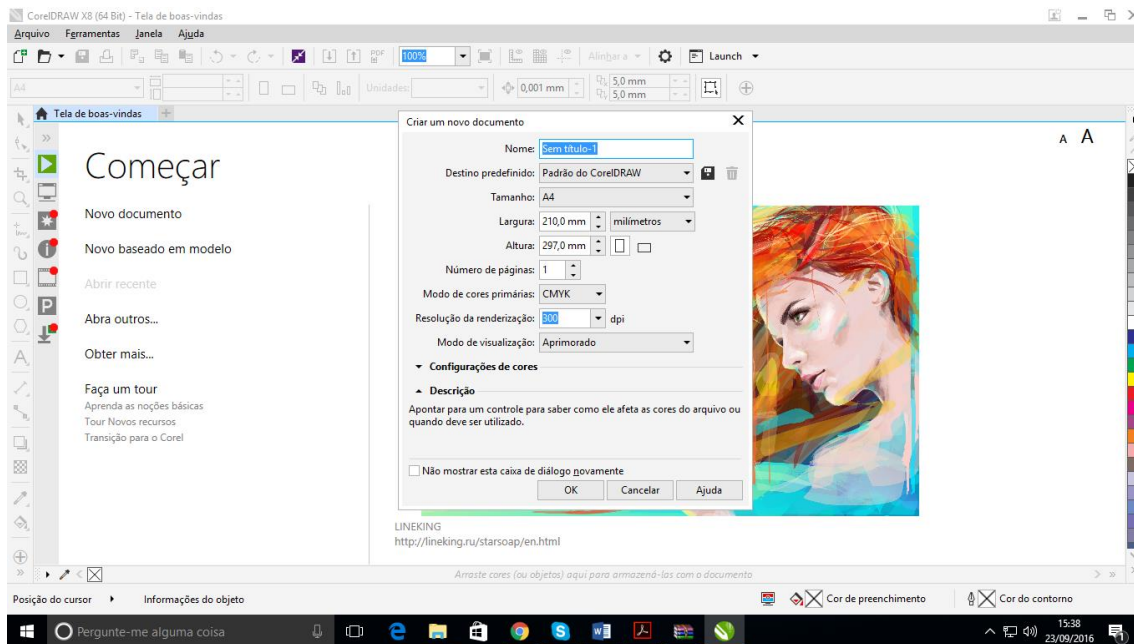 CorelDRAW X8 (64 Bit) - Tela de boas-vindas
Arquivo Ferramentas Janela Ajuda
PDF 100% Alinhar a Launch
A4 Unidades: 0,001 mm 5,0 mm
5,0 mm
Tela de boas-vindas
Começar
Novo documento
Novo baseado em modelo
Abrir recente
Abra outros...
Obter mais...
Faça um tour
Aprenda as noções básicas
Tour Novos recursos
Transição para o Corel
A A
Criar um novo documento
Nome: Sem título-1
Destino predefinido: Padrão do CorelDRAW
Tamanho: A4
Largura: 210,0 mm milímetros
Altura: 297,0 mm
Número de páginas: 1
Modo de cores primárias: CMYK
Resolução da renderização: 300 dpi
Modo de visualização: Aprimorado
Configurações de cores
Descrição
Apontar para um controle para saber como ele afeta as cores do arquivo ou
quando deve ser utilizado.
Não mostrar esta caixa de diálogo novamente
OK Cancelar Ajuda
LINEKING
http://lineking.ru/starsoap/en.html
Arraste cores (ou objetos) aqui para armazená-las com o documento
Posição do cursor Informações do objeto Cor de preenchimento Cor do contorno
Pergunte-me alguma coisa
15:38
23/09/2016